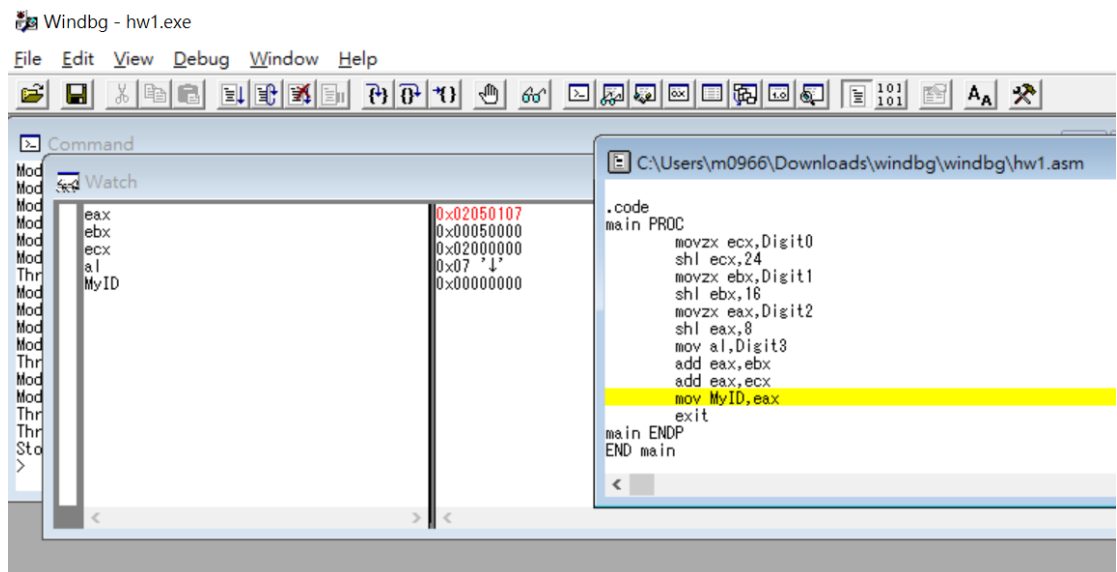 Windbg - hw1.exe
File Edit View Debug Window Help
101
101
AA
Command
Mod
Mod
Mod
Mod
Mod
Mod
Thr
Mod
Mod
Mod
Mod
Thr
Mod
Mod
Thr
Thr
Sto
>
Watch
eax 0x02050107
ebx 0x00050000
ecx 0x02000000
al 0x07 '↓'
MyID 0x00000000
C:\Users\m0966\Downloads\windbg\windbg\hw1.asm
.code
main PROC
movzx ecx,Digit0
shl ecx,24
movzx ebx,Digit1
shl ebx,16
movzx eax,Digit2
shl eax,8
mov al,Digit3
add eax,ebx
add eax,ecx
mov MyID,eax
exit
main ENDP
END main